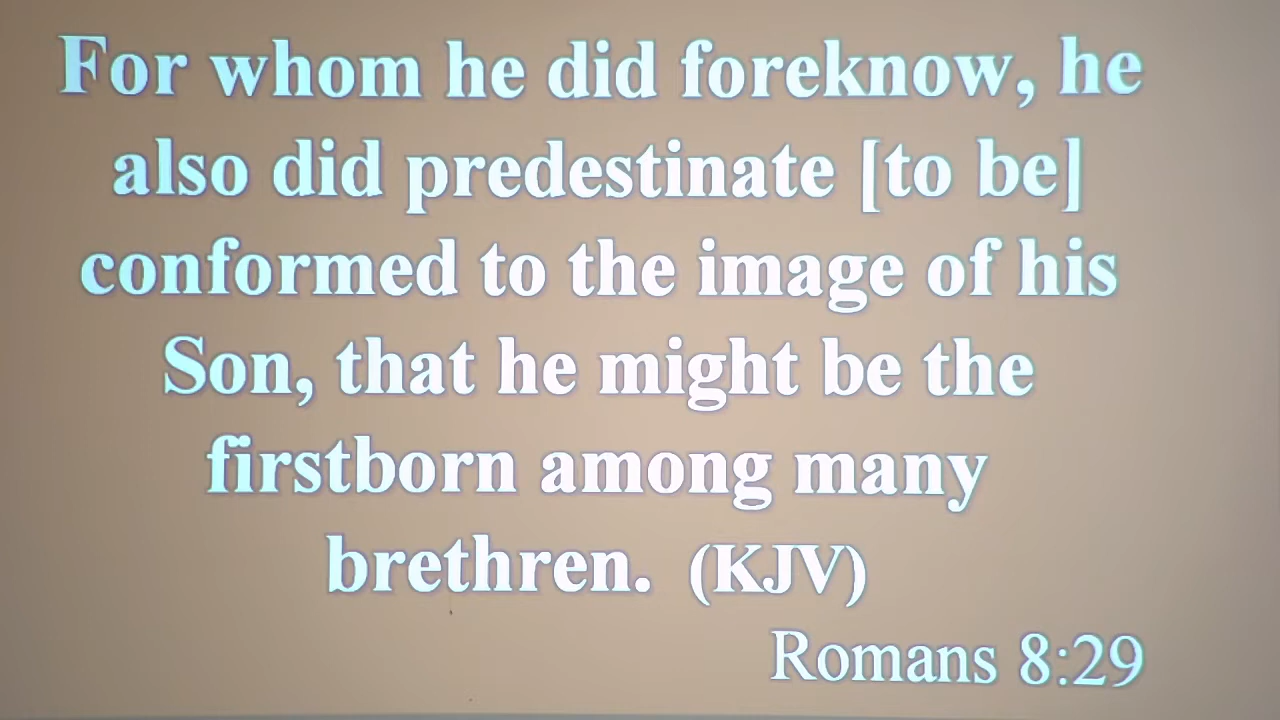 For whom he did foreknow, he
also did predestinate [to be]
conformed to the image of his
Son, that he might be the
firstborn among many
brethren. (KJV)
Romans 8:29